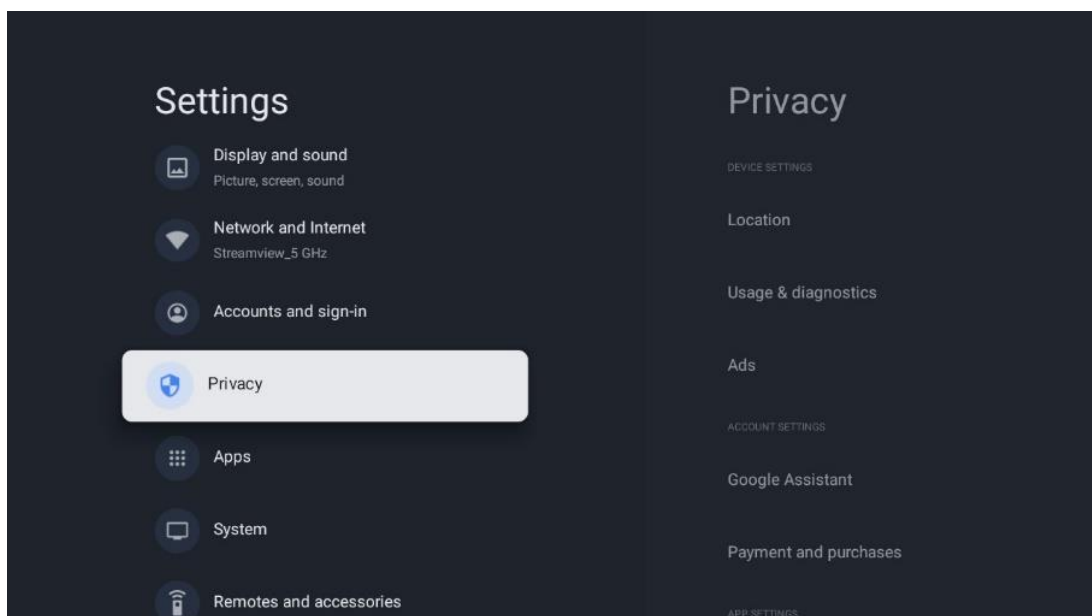 Settings
Display and sound
Picture, screen, sound
Network and Internet
Streamview_5 GHz
Accounts and sign-in
Privacy
Apps
System
Remotes and accessories
Privacy
DEVICE SETTINGS
Location
Usage & diagnostics
Ads
ACCOUNT SETTINGS
Google Assistant
Payment and purchases
APP SETTINGS